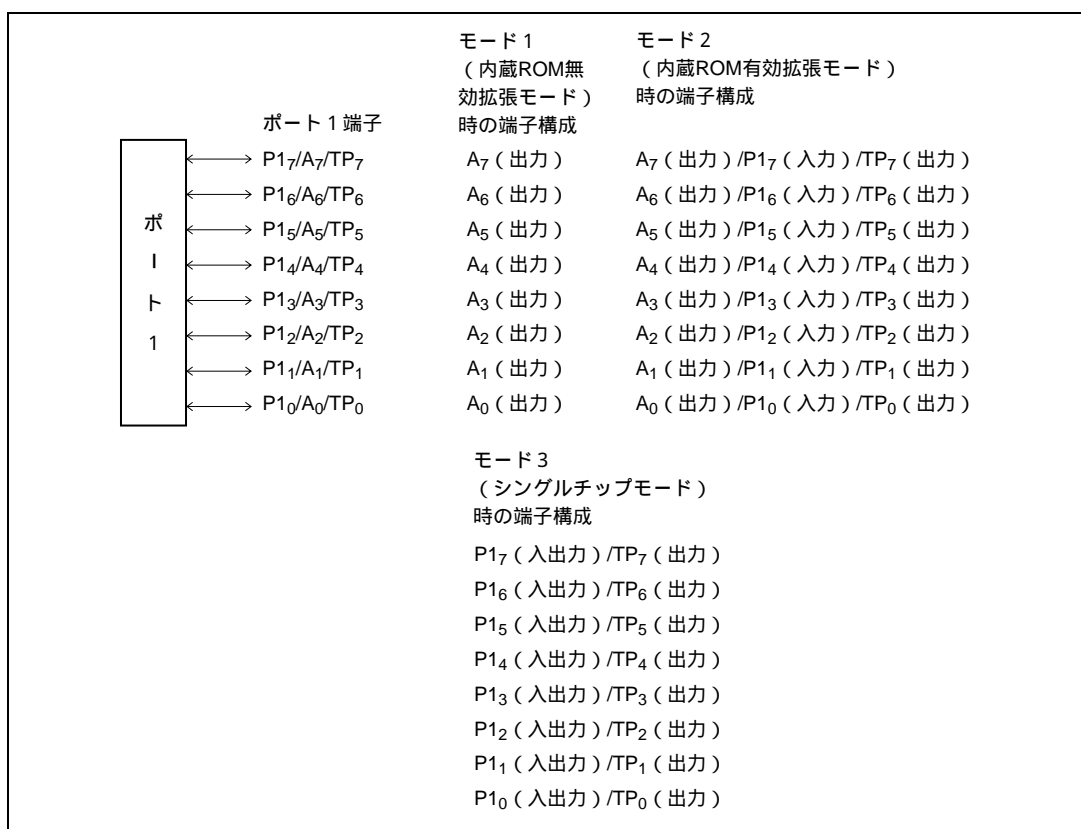 モード1 モード2
(内蔵ROM無 (内蔵ROM有効拡張モード)
効拡張モード) 時の端子構成
ポート1端子 時の端子構成
P1₇/A₇/TP₇ A₇(出力) A₇(出力)/P1₇(入力)/TP₇(出力)
P1₆/A₆/TP₆ A₆(出力) A₆(出力)/P1₆(入力)/TP₆(出力)
P1₅/A₅/TP₅ A₅(出力) A₅(出力)/P1₅(入力)/TP₅(出力)
P1₄/A₄/TP₄ A₄(出力) A₄(出力)/P1₄(入力)/TP₄(出力)
P1₃/A₃/TP₃ A₃(出力) A₃(出力)/P1₃(入力)/TP₃(出力)
P1₂/A₂/TP₂ A₂(出力) A₂(出力)/P1₂(入力)/TP₂(出力)
P1₁/A₁/TP₁ A₁(出力) A₁(出力)/P1₁(入力)/TP₁(出力)
P1₀/A₀/TP₀ A₀(出力) A₀(出力)/P1₀(入力)/TP₀(出力)
ポート1
モード3
(シングルチップモード)
時の端子構成
P1₇(入出力)/TP₇(出力)
P1₆(入出力)/TP₆(出力)
P1₅(入出力)/TP₅(出力)
P1₄(入出力)/TP₄(出力)
P1₃(入出力)/TP₃(出力)
P1₂(入出力)/TP₂(出力)
P1₁(入出力)/TP₁(出力)
P1₀(入出力)/TP₀(出力)